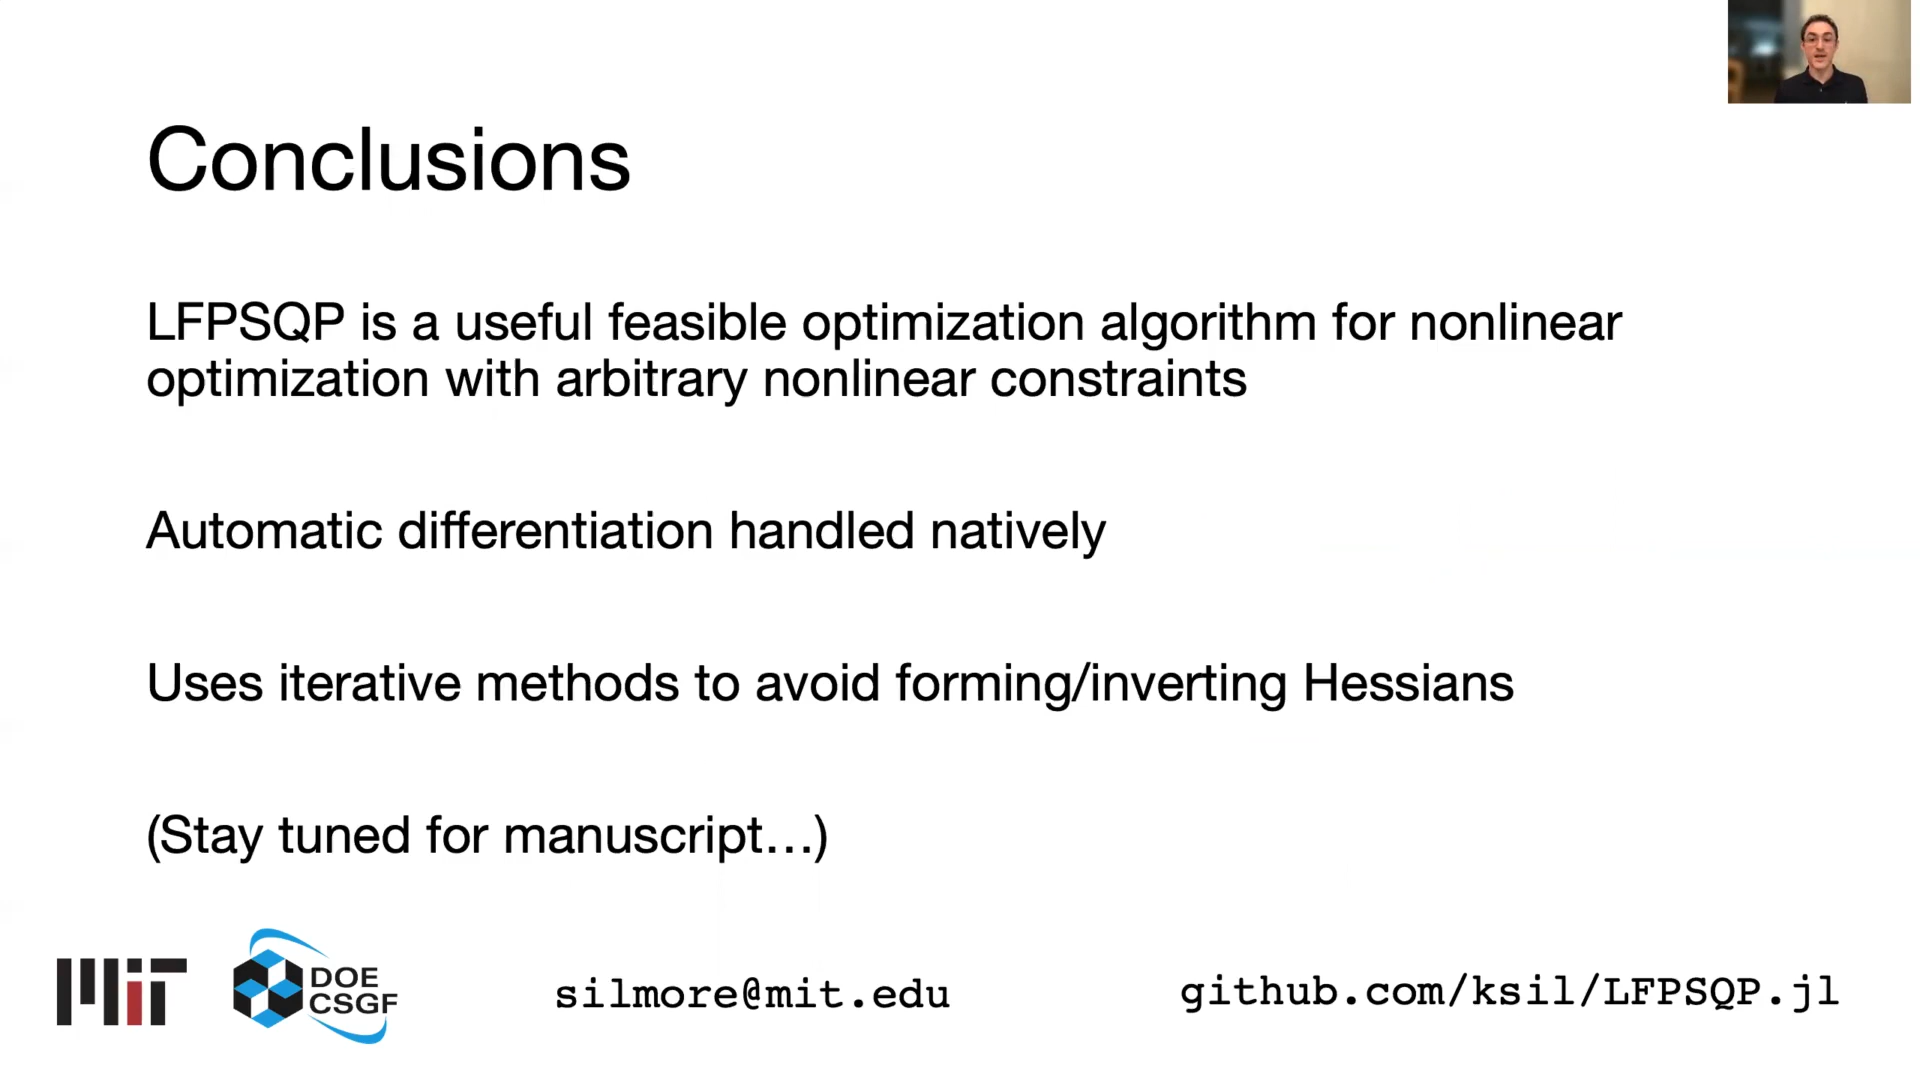 Conclusions
LFPSQP is a useful feasible optimization algorithm for nonlinear
optimization with arbitrary nonlinear constraints
Automatic differentiation handled natively
Uses iterative methods to avoid forming/inverting Hessians
(Stay tuned for manuscript…)
MIT
DOE
CSGF
silmore@mit.edu
github.com/ksil/LFPSQP.jl